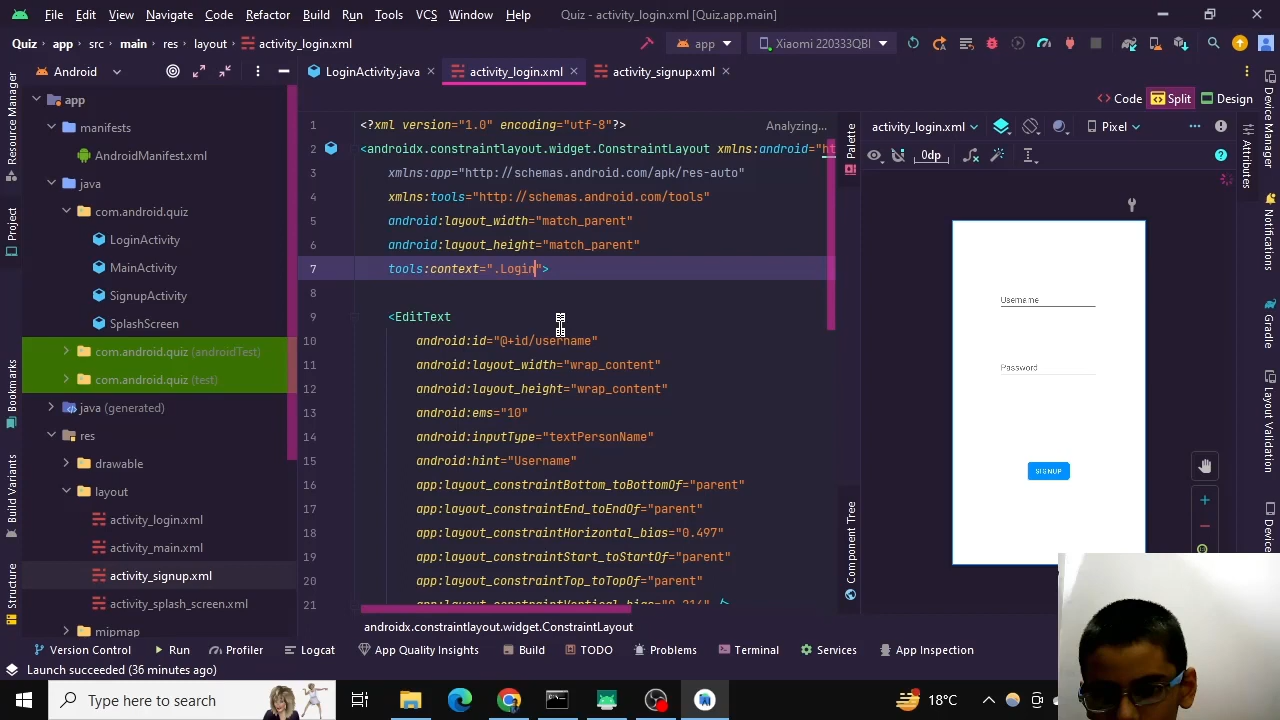 File Edit View Navigate Code Refactor Build Run Tools VCS Window Help Quiz - activity_login.xml [Quiz.app.main]
Quiz app src main res layout activity_login.xml app Xiaomi 220333QBI
Android LoginActivity.java activity_login.xml activity_signup.xml
Code Split Design
Resource Manager
Project
Bookmarks
Build Variants
Structure
app
manifests
AndroidManifest.xml
java
com.android.quiz
LoginActivity
MainActivity
SignupActivity
SplashScreen
com.android.quiz (androidTest)
com.android.quiz (test)
java (generated)
res
drawable
layout
activity_login.xml
activity_main.xml
activity_signup.xml
activity_splash_screen.xml
mipmap
1 <?xml version="1.0" encoding="utf-8"?> Analyzing...
2 <androidx.constraintlayout.widget.ConstraintLayout xmlns:android="ht
3 xmlns:app="http://schemas.android.com/apk/res-auto"
4 xmlns:tools="http://schemas.android.com/tools"
5 android:layout_width="match_parent"
6 android:layout_height="match_parent"
7 tools:context=".Login">
8
9 <EditText
10 android:id="@+id/username"
11 android:layout_width="wrap_content"
12 android:layout_height="wrap_content"
13 android:ems="10"
14 android:inputType="textPersonName"
15 android:hint="Username"
16 app:layout_constraintBottom_toBottomOf="parent"
17 app:layout_constraintEnd_toEndOf="parent"
18 app:layout_constraintHorizontal_bias="0.497"
19 app:layout_constraintStart_toStartOf="parent"
20 app:layout_constraintTop_toTopOf="parent"
21 app:layout_constraintVertical_bias="0.214" />
androidx.constraintlayout.widget.ConstraintLayout
Palette
Component Tree
activity_login.xml Pixel
0dp
Username
Password
SIGNUP
Attributes
Device Manager
Notifications
Gradle
Layout Validation
Device Explorer
Version Control Run Profiler Logcat App Quality Insights Build TODO Problems Terminal Services App Inspection
Launch succeeded (36 minutes ago)
Type here to search 18°C